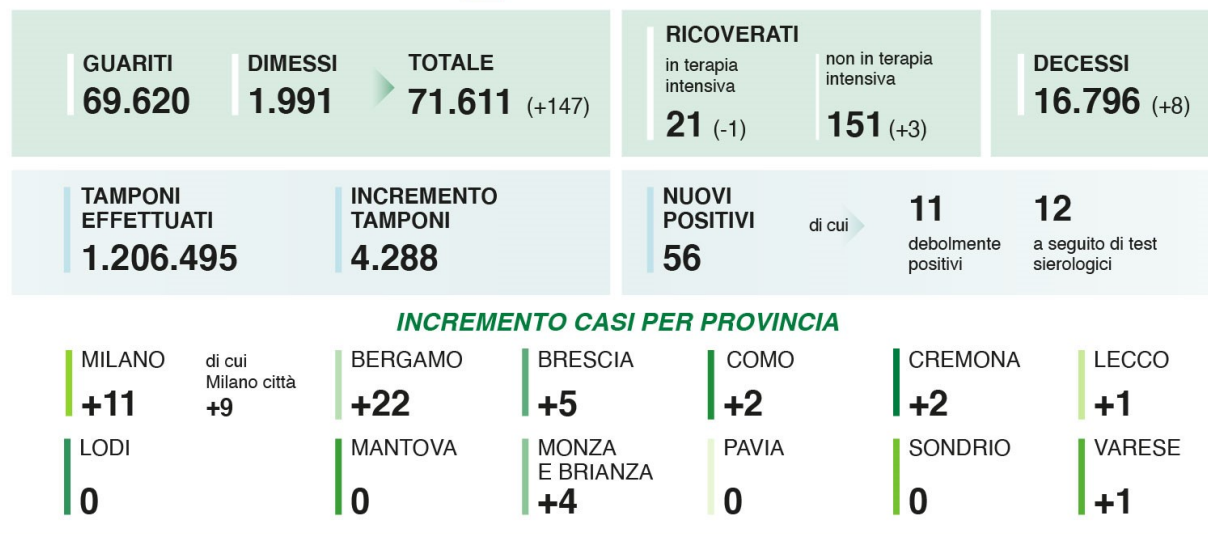 GUARITI
69.620
DIMESSI
1.991
TOTALE
71.611 (+147)
RICOVERATI
in terapia
intensiva
21 (-1)
non in terapia
intensiva
151 (+3)
DECESSI
16.796 (+8)
TAMPONI
EFFETTUATI
1.206.495
INCREMENTO
TAMPONI
4.288
NUOVI
POSITIVI
56
di cui
11
debolmente
positivi
12
a seguito di test
sierologici
INCREMENTO CASI PER PROVINCIA
MILANO
+11
di cui
Milano città
+9
BERGAMO
+22
BRESCIA
+5
COMO
+2
CREMONA
+2
LECCO
+1
LODI
0
MANTOVA
0
MONZA
E BRIANZA
+4
PAVIA
0
SONDRIO
0
VARESE
+1